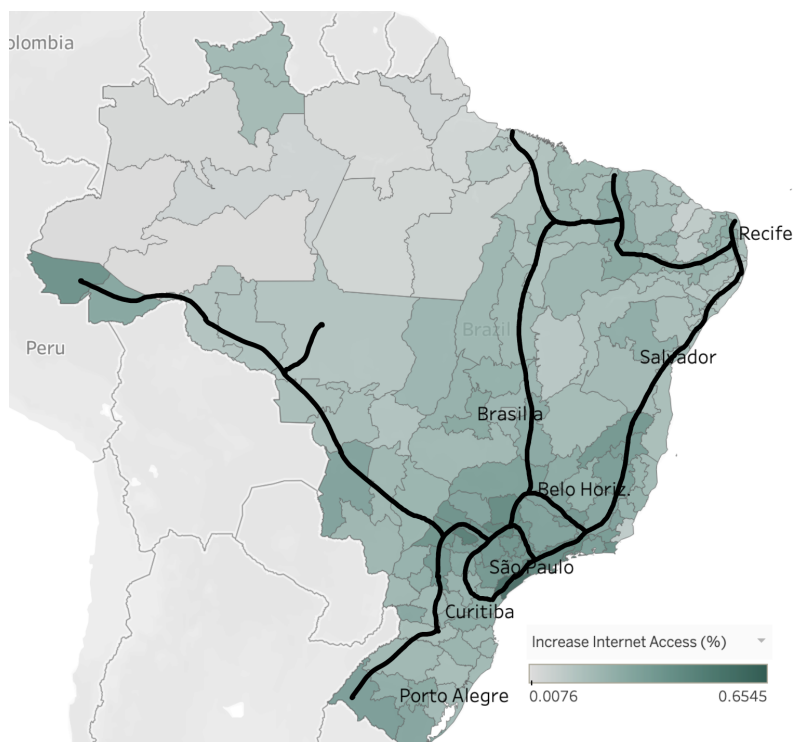 olombia
Recife
Peru
Brazil
Salvador
Brasilia
Belo Horiz.
São Paulo
Curitiba
Increase Internet Access (%)
0.0076 0.6545
Porto Alegre